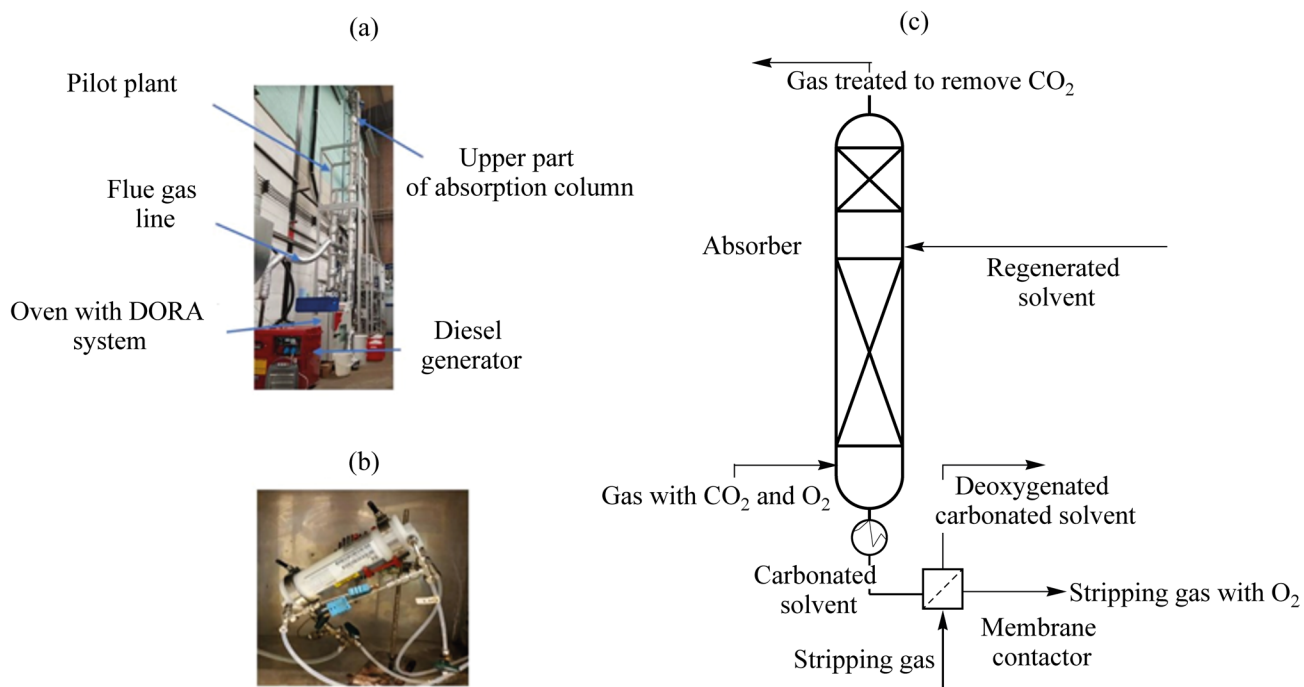 (a)
Pilot plant
Upper part
of absorption column
Flue gas
line
Oven with DORA
system
Diesel
generator
(b)
(c)
Gas treated to remove CO₂
Absorber
Regenerated
solvent
Gas with CO₂ and O₂
Deoxygenated
carbonated solvent
Carbonated
solvent
Stripping gas with O₂
Membrane
contactor
Stripping gas